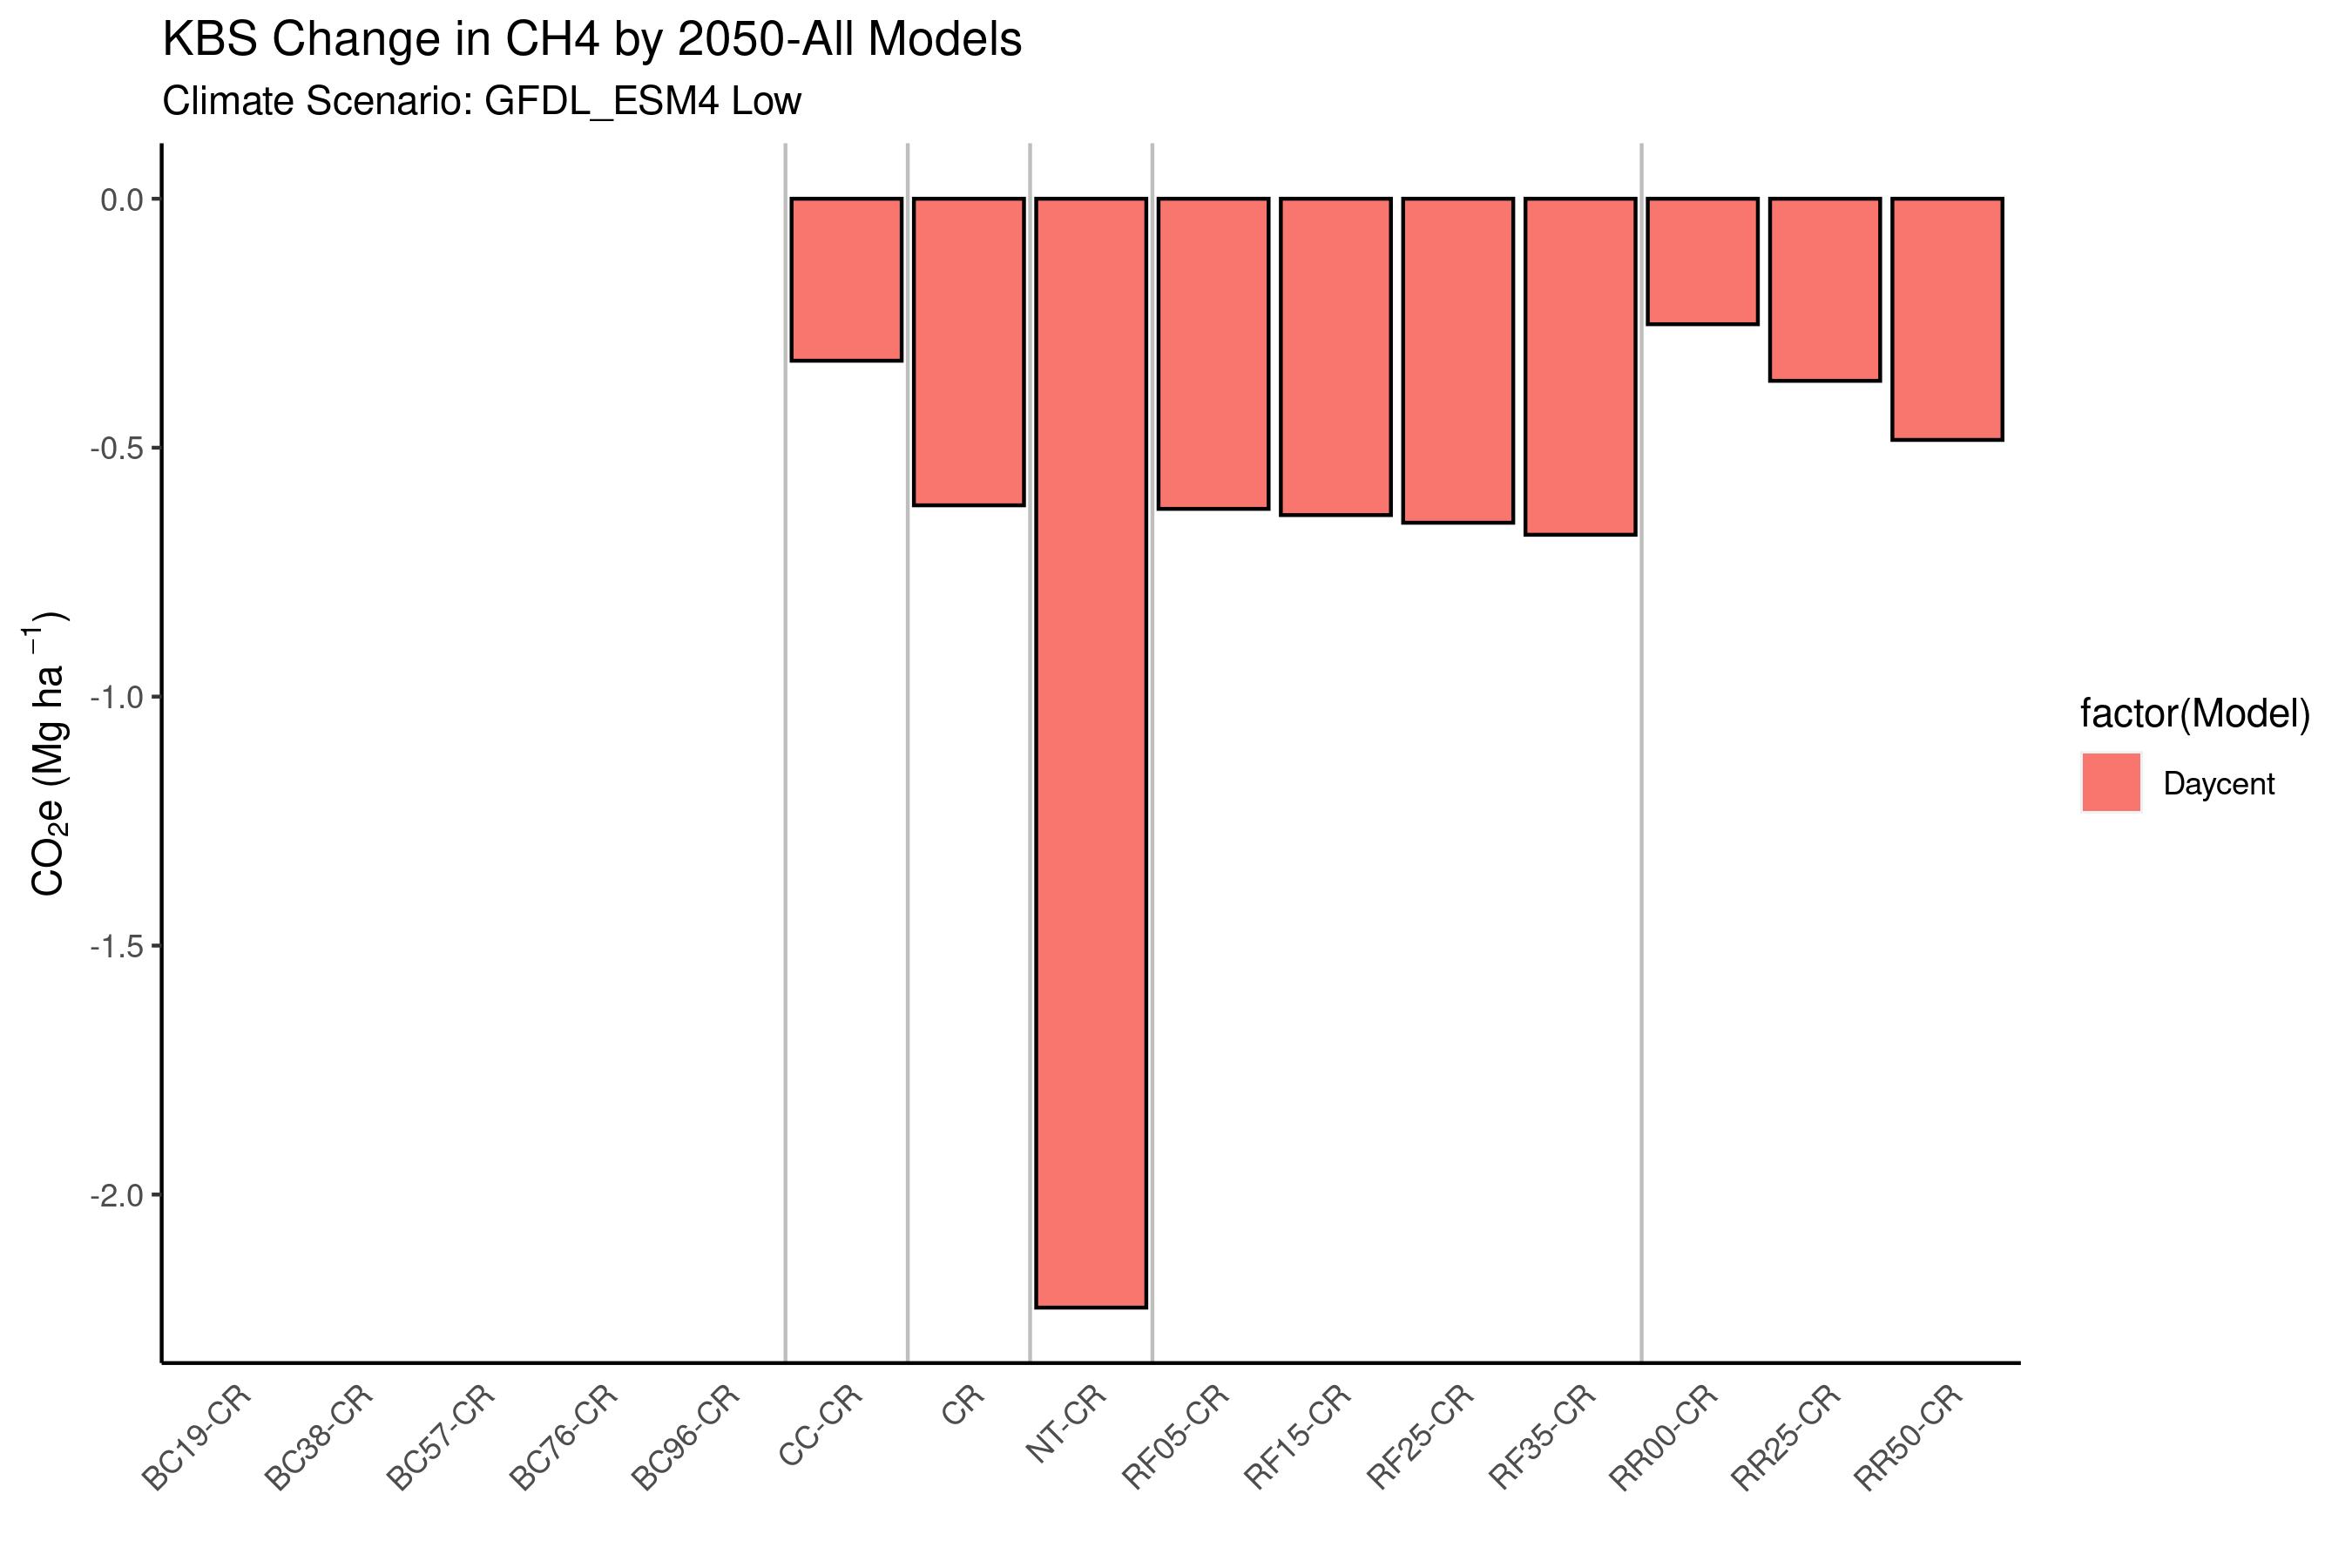 KBS Change in CH4 by 2050-All Models
Climate Scenario: GFDL_ESM4 Low
CO₂e (Mg ha ⁻¹)
0.0
-0.5
-1.0
-1.5
-2.0
BC19-CR
BC38-CR
BC57-CR
BC76-CR
BC96-CR
CC-CR
CR
NT-CR
RF05-CR
RF15-CR
RF25-CR
RF35-CR
RR00-CR
RR25-CR
RR50-CR
factor(Model)
Daycent